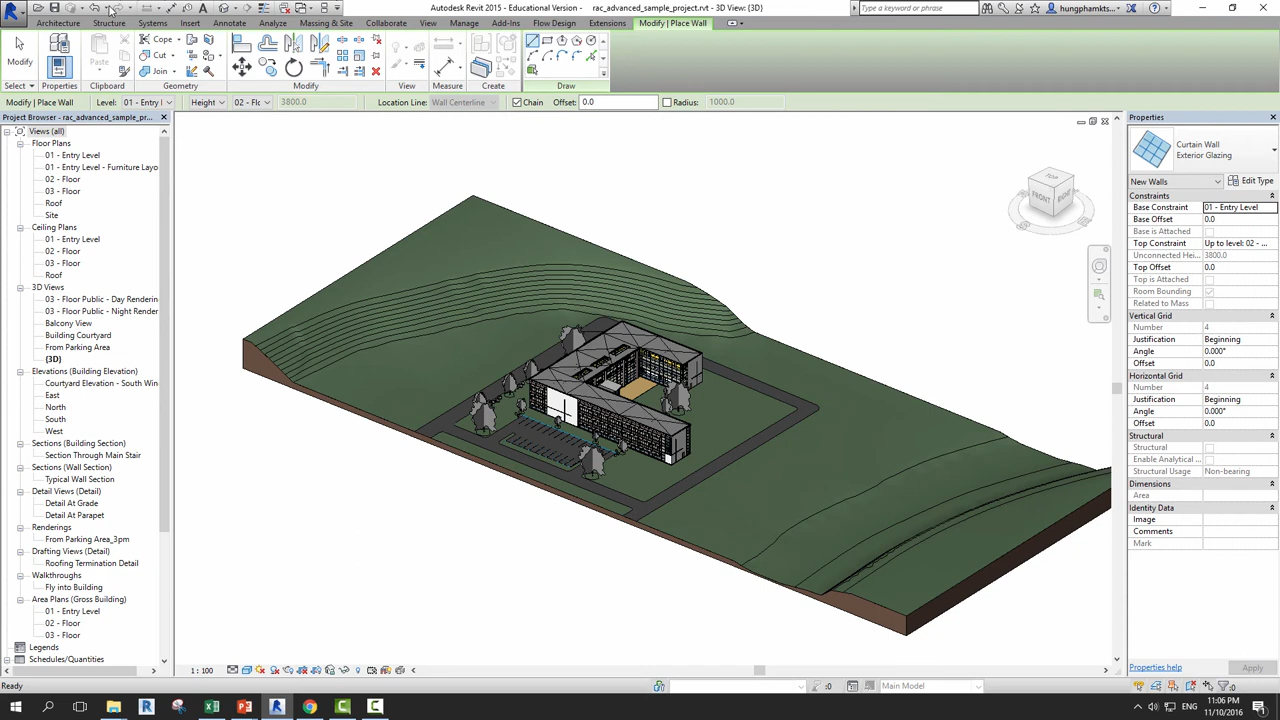 Autodesk Revit 2015 - Educational Version - rac_advanced_sample_project.rvt - 3D View: {3D}
Type a keyword or phrase
hungphamkts...
Architecture Structure Systems Insert Annotate Analyze Massing & Site Collaborate View Manage Add-Ins Flow Design Extensions Modify | Place Wall
Modify
Paste
Cope
Cut
Join
Select Properties Clipboard Geometry Modify View Measure Create Draw
Modify | Place Wall Level: 01 - Entry l Height 02 - Flc 3800.0 Location Line: Wall Centerline Chain Offset: 0.0 Radius: 1000.0
Project Browser - rac_advanced_sample_pr...
Views (all)
Floor Plans
01 - Entry Level
01 - Entry Level - Furniture Layo
02 - Floor
03 - Floor
Roof
Site
Ceiling Plans
01 - Entry Level
02 - Floor
03 - Floor
Roof
3D Views
03 - Floor Public - Day Renderin
03 - Floor Public - Night Render
Balcony View
Building Courtyard
From Parking Area
{3D}
Elevations (Building Elevation)
Courtyard Elevation - South Win
East
North
South
West
Sections (Building Section)
Section Through Main Stair
Sections (Wall Section)
Typical Wall Section
Detail Views (Detail)
Detail At Grade
Detail At Parapet
Renderings
From Parking Area_3pm
Drafting Views (Detail)
Roofing Termination Detail
Walkthroughs
Fly into Building
Area Plans (Gross Building)
01 - Entry Level
02 - Floor
03 - Floor
Legends
Schedules/Quantities
TOP
FRONT
RIGHT
Properties
Curtain Wall
Exterior Glazing
New Walls Edit Type
Constraints
Base Constraint 01 - Entry Level
Base Offset 0.0
Base is Attached
Top Constraint Up to level: 02 - ...
Unconnected Hei... 3800.0
Top Offset 0.0
Top is Attached
Room Bounding
Related to Mass
Vertical Grid
Number 4
Justification Beginning
Angle 0.000°
Offset 0.0
Horizontal Grid
Number 4
Justification Beginning
Angle 0.000°
Offset 0.0
Structural
Structural
Enable Analytical ...
Structural Usage Non-bearing
Dimensions
Area
Identity Data
Image
Comments
Mark
Properties help Apply
1 : 100
Ready
:0
Main Model
:0
ENG
11:06 PM
11/10/2016